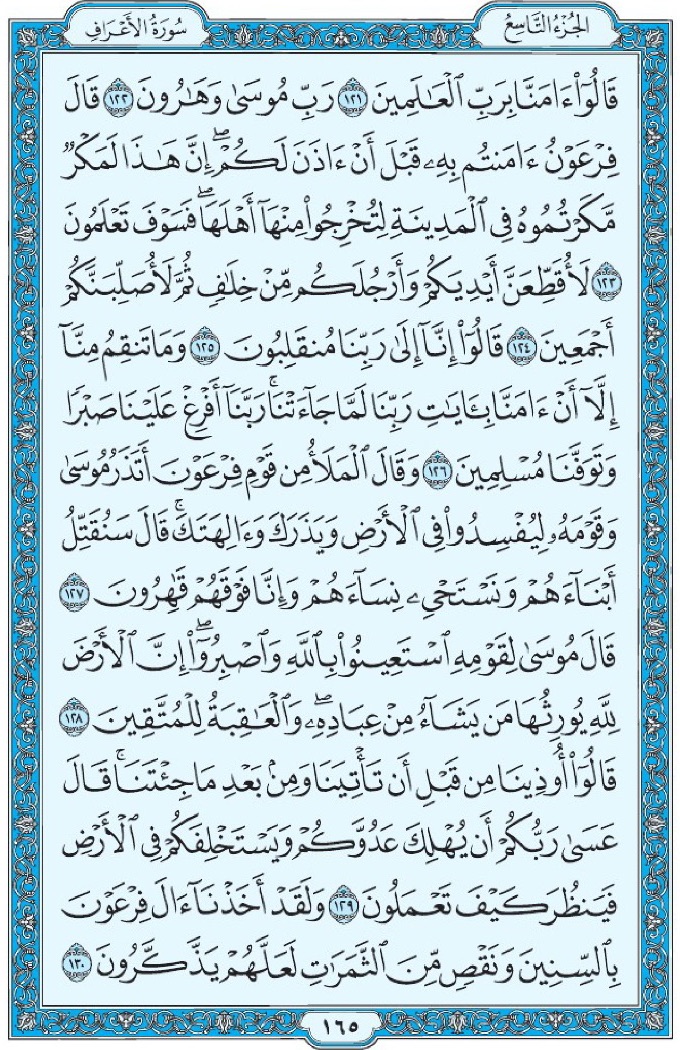 الجُزْءُ التَّاسِعُ
سُورَةُ الأَعْرَافِ
قَالُوٓا۟ ءَامَنَّا بِرَبِّ ٱلْعَـٰلَمِينَ ١٢١ رَبِّ مُوسَىٰ وَهَـٰرُونَ ١٢٢ قَالَ
فِرْعَوْنُ ءَامَنتُم بِهِۦ قَبْلَ أَنْ ءَاذَنَ لَكُمْ ۖ إِنَّ هَـٰذَا لَمَكْرٌ
مَّكَرْتُمُوهُ فِى ٱلْمَدِينَةِ لِتُخْرِجُوا۟ مِنْهَآ أَهْلَهَا ۖ فَسَوْفَ تَعْلَمُونَ
١٢٣ لَأُقَطِّعَنَّ أَيْدِيَكُمْ وَأَرْجُلَكُم مِّنْ خِلَـٰفٍ ثُمَّ لَأُصَلِّبَنَّكُمْ
أَجْمَعِينَ ١٢٤ قَالُوٓا۟ إِنَّآ إِلَىٰ رَبِّنَا مُنقَلِبُونَ ١٢٥ وَمَا تَنقِمُ مِنَّآ
إِلَّآ أَنْ ءَامَنَّا بِـَٔايَـٰتِ رَبِّنَا لَمَّا جَآءَتْنَا ۚ رَبَّنَآ أَفْرِغْ عَلَيْنَا صَبْرًا
وَتَوَفَّنَا مُسْلِمِينَ ١٢٦ وَقَالَ ٱلْمَلَأُ مِن قَوْمِ فِرْعَوْنَ أَتَذَرُ مُوسَىٰ
وَقَوْمَهُۥ لِيُفْسِدُوا۟ فِى ٱلْأَرْضِ وَيَذَرَكَ وَءَالِهَتَكَ ۚ قَالَ سَنُقَتِّلُ
أَبْنَآءَهُمْ وَنَسْتَحْىِۦ نِسَآءَهُمْ وَإِنَّا فَوْقَهُمْ قَـٰهِرُونَ ١٢٧
قَالَ مُوسَىٰ لِقَوْمِهِ ٱسْتَعِينُوا۟ بِٱللَّهِ وَٱصْبِرُوٓا۟ ۖ إِنَّ ٱلْأَرْضَ
لِلَّهِ يُورِثُهَا مَن يَشَآءُ مِنْ عِبَادِهِۦ ۖ وَٱلْعَـٰقِبَةُ لِلْمُتَّقِينَ ١٢٨
قَالُوٓا۟ أُوذِينَا مِن قَبْلِ أَن تَأْتِيَنَا وَمِنۢ بَعْدِ مَا جِئْتَنَا ۚ قَالَ
عَسَىٰ رَبُّكُمْ أَن يُهْلِكَ عَدُوَّكُمْ وَيَسْتَخْلِفَكُمْ فِى ٱلْأَرْضِ
فَيَنظُرَ كَيْفَ تَعْمَلُونَ ١٢٩ وَلَقَدْ أَخَذْنَآ ءَالَ فِرْعَوْنَ
بِٱلسِّنِينَ وَنَقْصٍ مِّنَ ٱلثَّمَرَٰتِ لَعَلَّهُمْ يَذَّكَّرُونَ ١٣٠
١٦٥